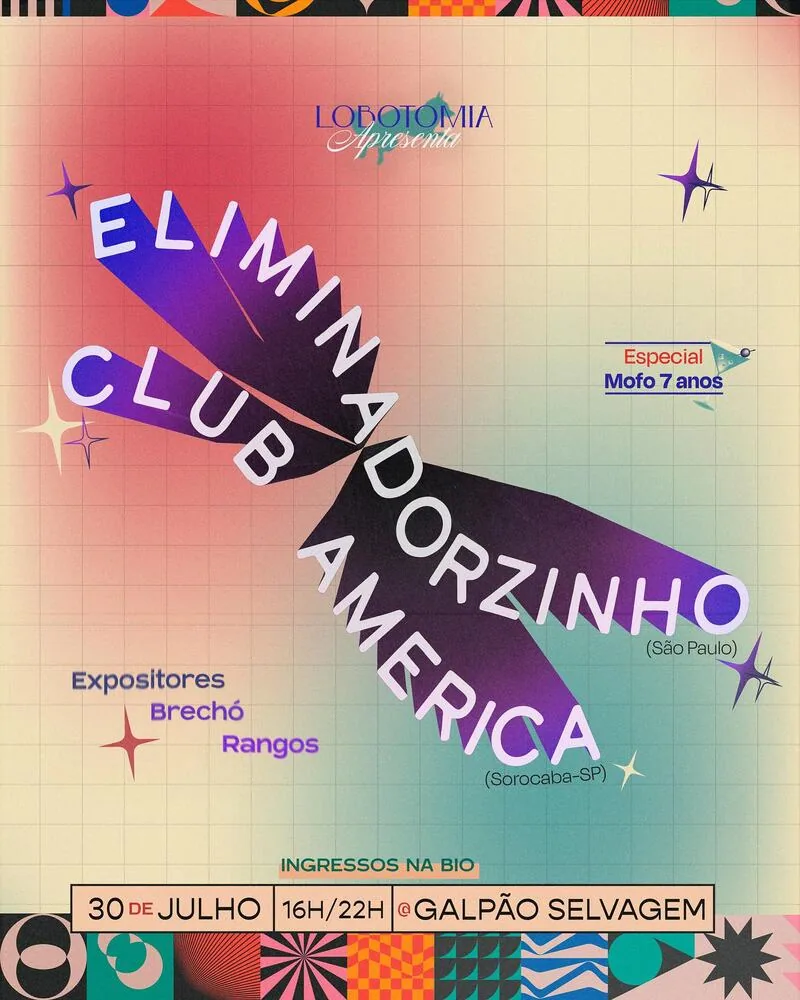 LOBOTOMIA
Apresenta
ELIMINADORZINHO
(São Paulo)
CLUB AMERICA
(Sorocaba-SP)
Especial
Mofo 7 anos
Expositores
Brechó
Rangos
INGRESSOS NA BIO
30 DE JULHO
16H/22H
@GALPÃO SELVAGEM